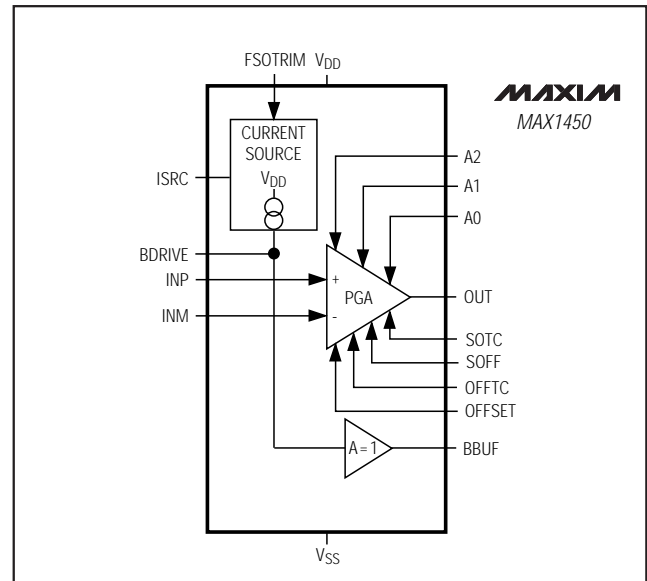 FSOTRIM VDD
MAXIM
MAX1450
CURRENT
SOURCE
VDD
ISRC
A2
A1
A0
BDRIVE
INP
+
PGA
OUT
INM
-
SOTC
SOFF
OFFTC
OFFSET
A = 1
BBUF
VSS